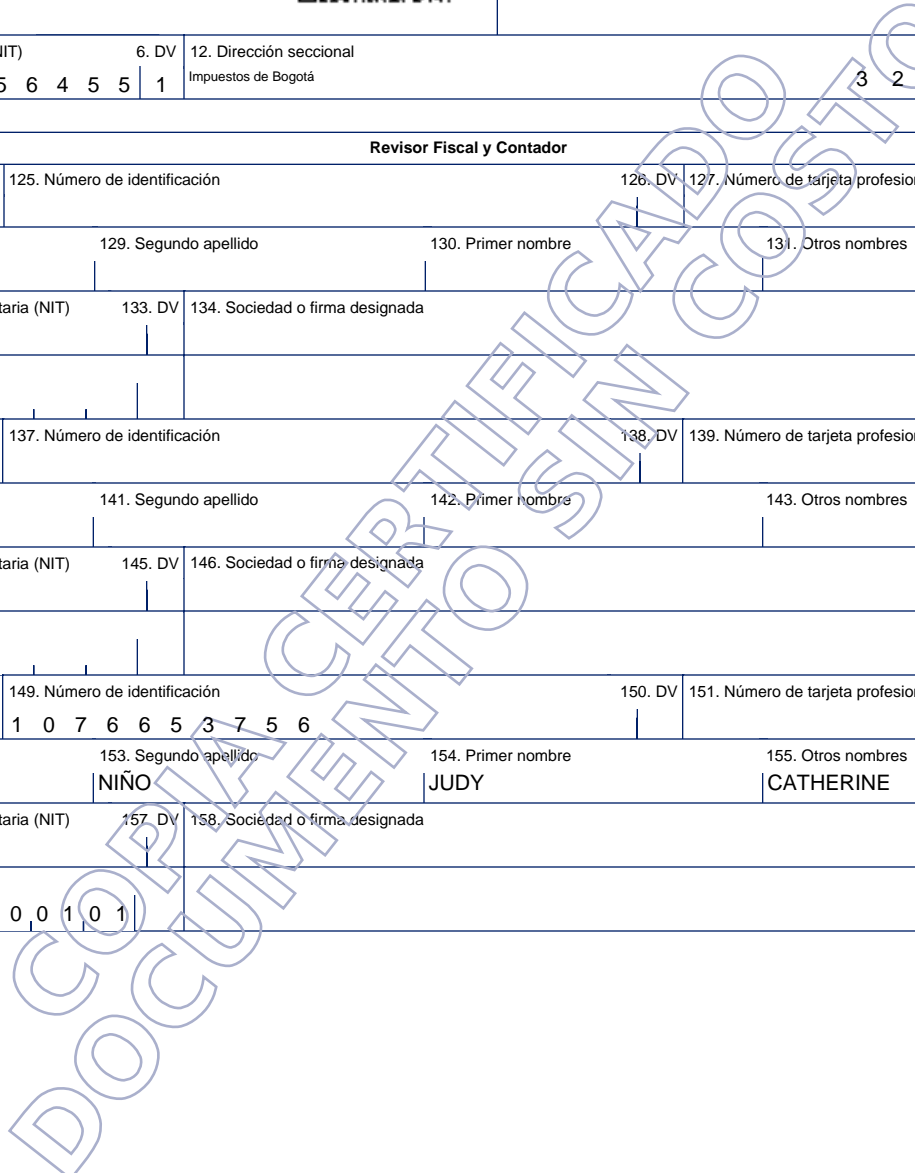 NIT) 6. DV 12. Dirección seccional
6 4 5 5 1 Impuestos de Bogotá 3 2
Revisor Fiscal y Contador
125. Número de identificación 126. DV 127. Número de tarjeta profesion
129. Segundo apellido 130. Primer nombre 131. Otros nombres
taria (NIT) 133. DV 134. Sociedad o firma designada
137. Número de identificación 138. DV 139. Número de tarjeta profesion
141. Segundo apellido 142. Primer nombre 143. Otros nombres
taria (NIT) 145. DV 146. Sociedad o firma designada
149. Número de identificación 150. DV 151. Número de tarjeta profesion
1 0 7 6 6 5 3 7 5 6
153. Segundo apellido 154. Primer nombre 155. Otros nombres
NIÑO JUDY CATHERINE
taria (NIT) 157. DV 158. Sociedad o firma designada
0 0 1 0 1
COPIA CERTIFICADO
DOCUMENTO SIN COSTO